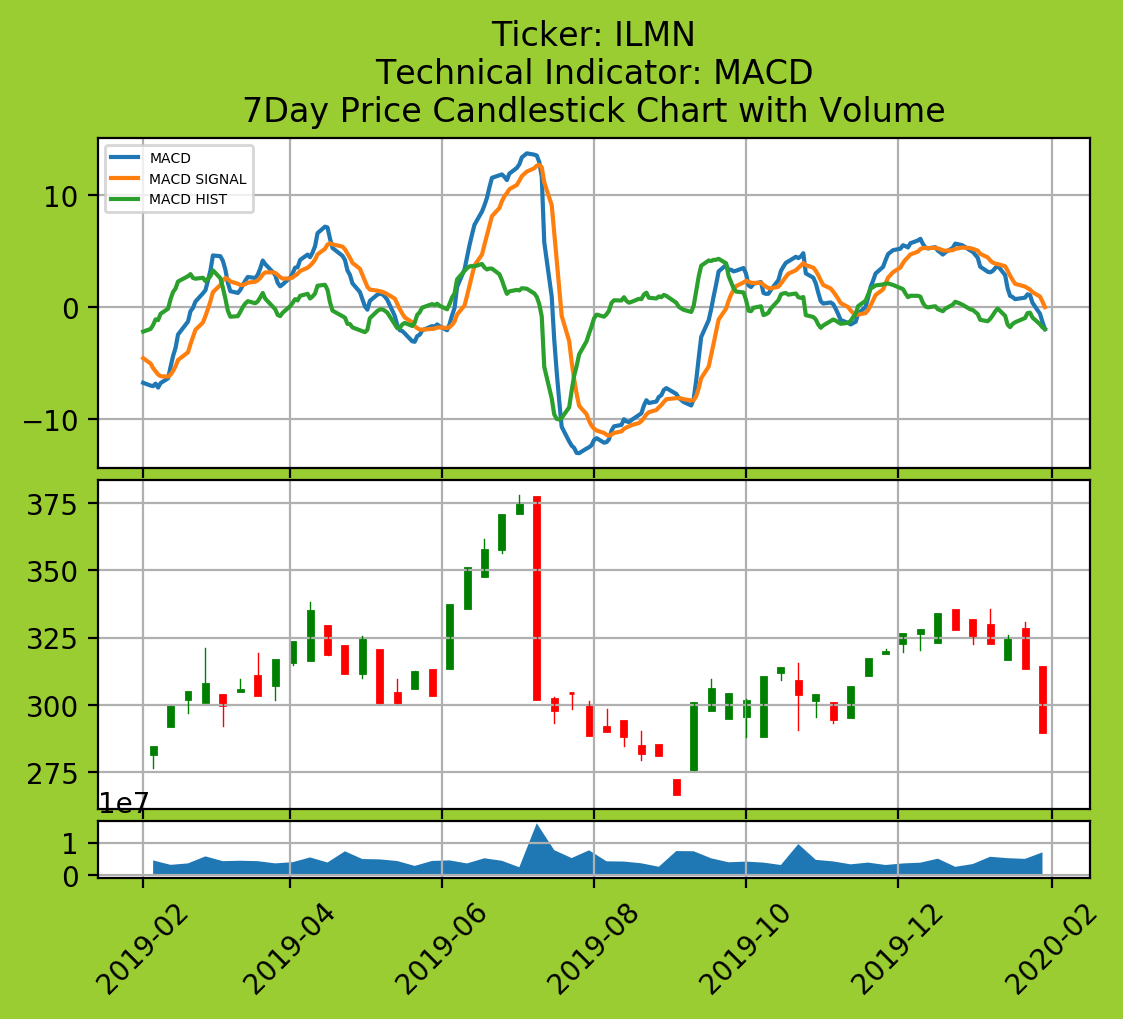 Ticker: ILMN
Technical Indicator: MACD
7Day Price Candlestick Chart with Volume
MACD
MACD SIGNAL
MACD HIST
10
0
−10
375
350
325
300
275
1e7
1
0
2019-02
2019-04
2019-06
2019-08
2019-10
2019-12
2020-02